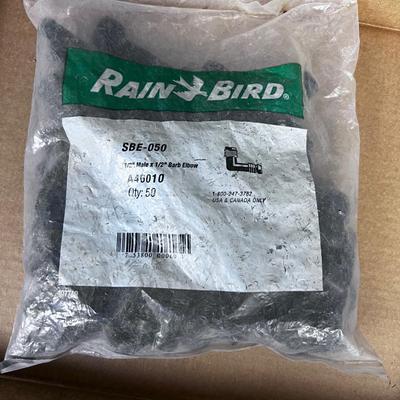 RAIN BIRD®
SBE-050
1/2" Male x 1/2" Barb Elbow
A46010
Qty: 50
1-800-247-3782
USA & CANADA ONLY